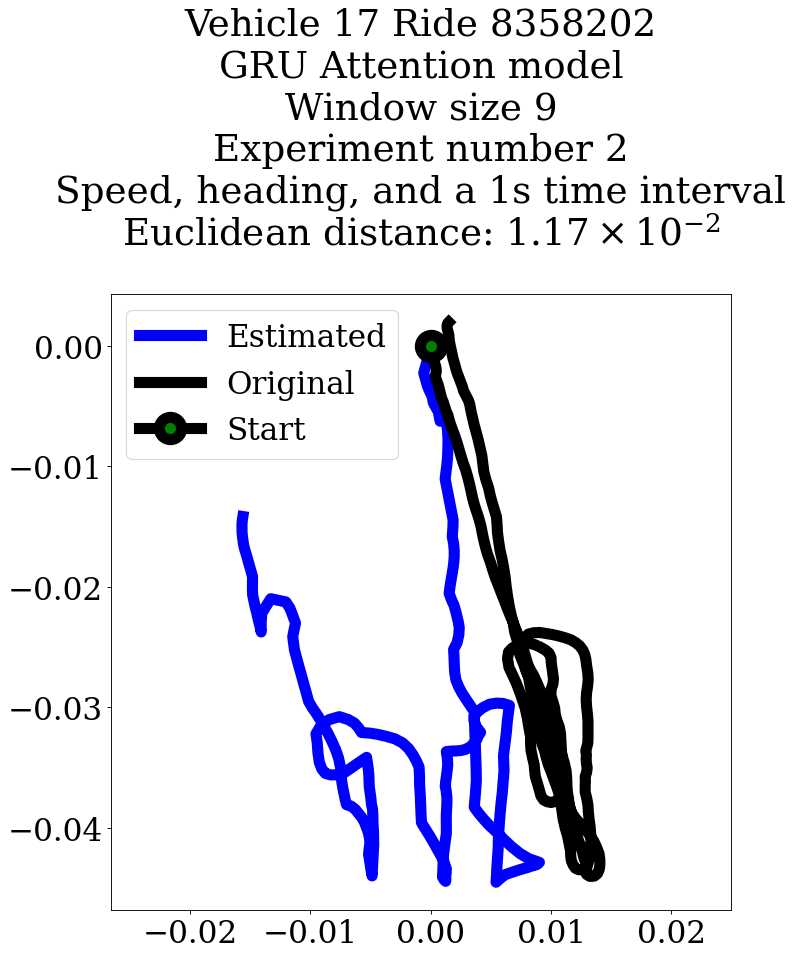 Vehicle 17 Ride 8358202
GRU Attention model
Window size 9
Experiment number 2
Speed, heading, and a 1s time interval
Euclidean distance: 1.17 × 10⁻²
Estimated
Original
Start
0.00
−0.01
−0.02
−0.03
−0.04
−0.02 −0.01 0.00 0.01 0.02